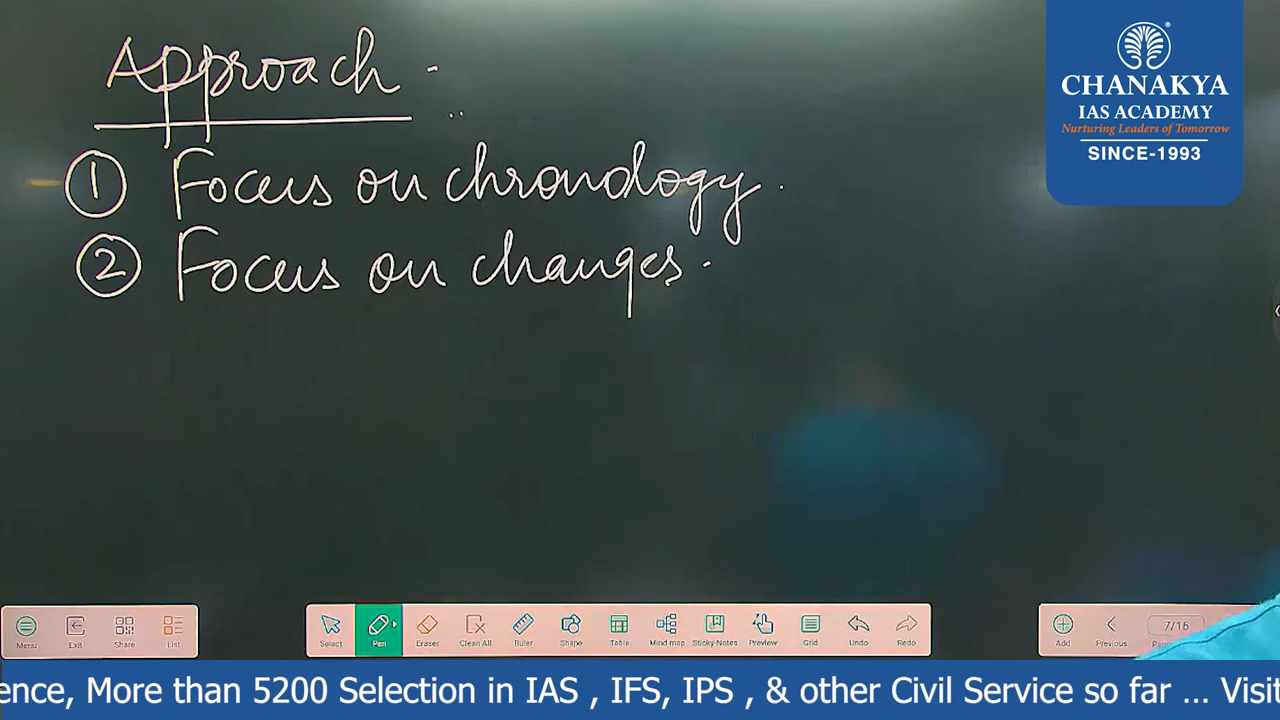 Approach -
① Focus on chronology.
② Focus on changes.
CHANAKYA
IAS ACADEMY
Nurturing Leaders of Tomorrow
SINCE-1993
Menu Exit Share List Select Pen Eraser Clean All Ruler Shape Table Mind map Sticky Notes Preview Grid Undo Redo Add Previous 7/16
ence, More than 5200 Selection in IAS , IFS, IPS , & other Civil Service so far ... Visit